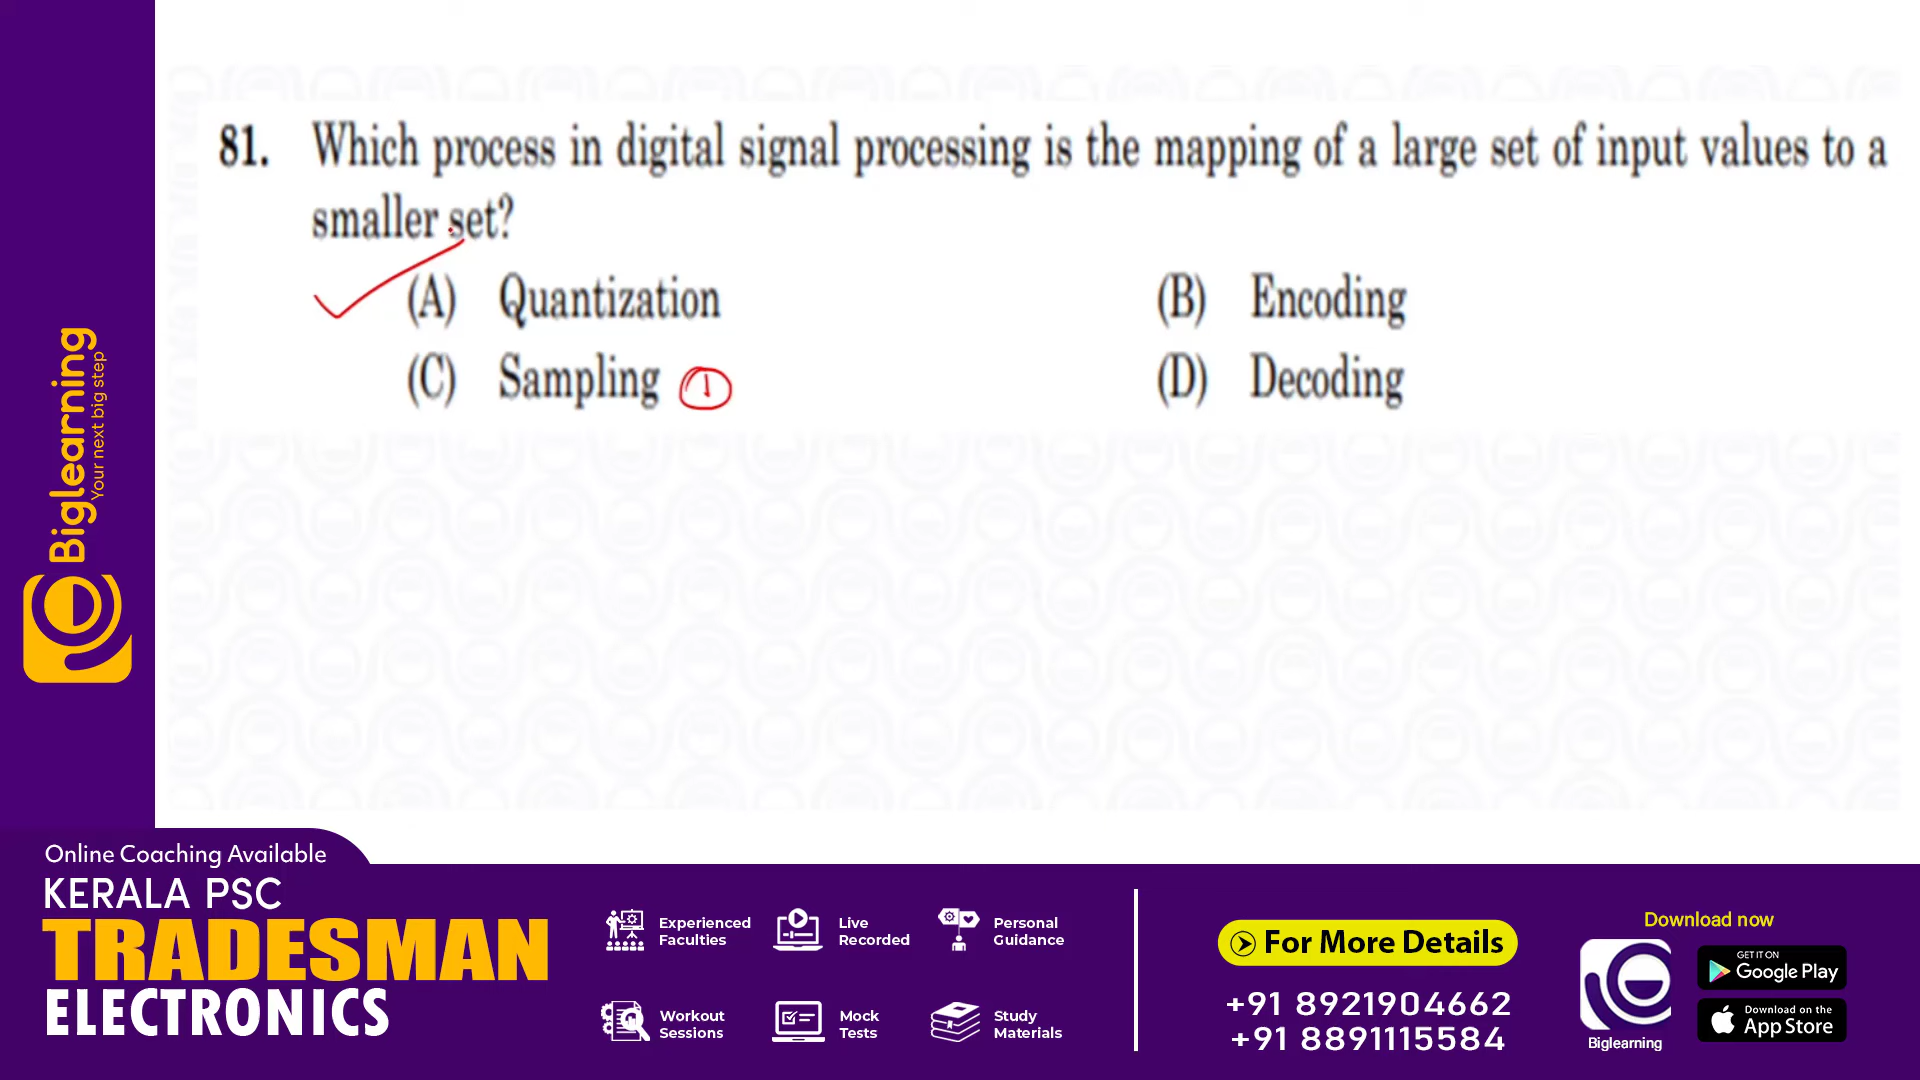 81. Which process in digital signal processing is the mapping of a large set of input values to a
smaller set?
(A) Quantization (B) Encoding
(C) Sampling 1 (D) Decoding
Biglearning
Your next big step
Online Coaching Available
KERALA PSC
TRADESMAN
ELECTRONICS
Experienced
Faculties
Live
Recorded
Personal
Guidance
Workout
Sessions
Mock
Tests
Study
Materials
For More Details
+91 8921904662
+91 8891115584
Download now
Biglearning
GET IT ON
Google Play
Download on the
App Store